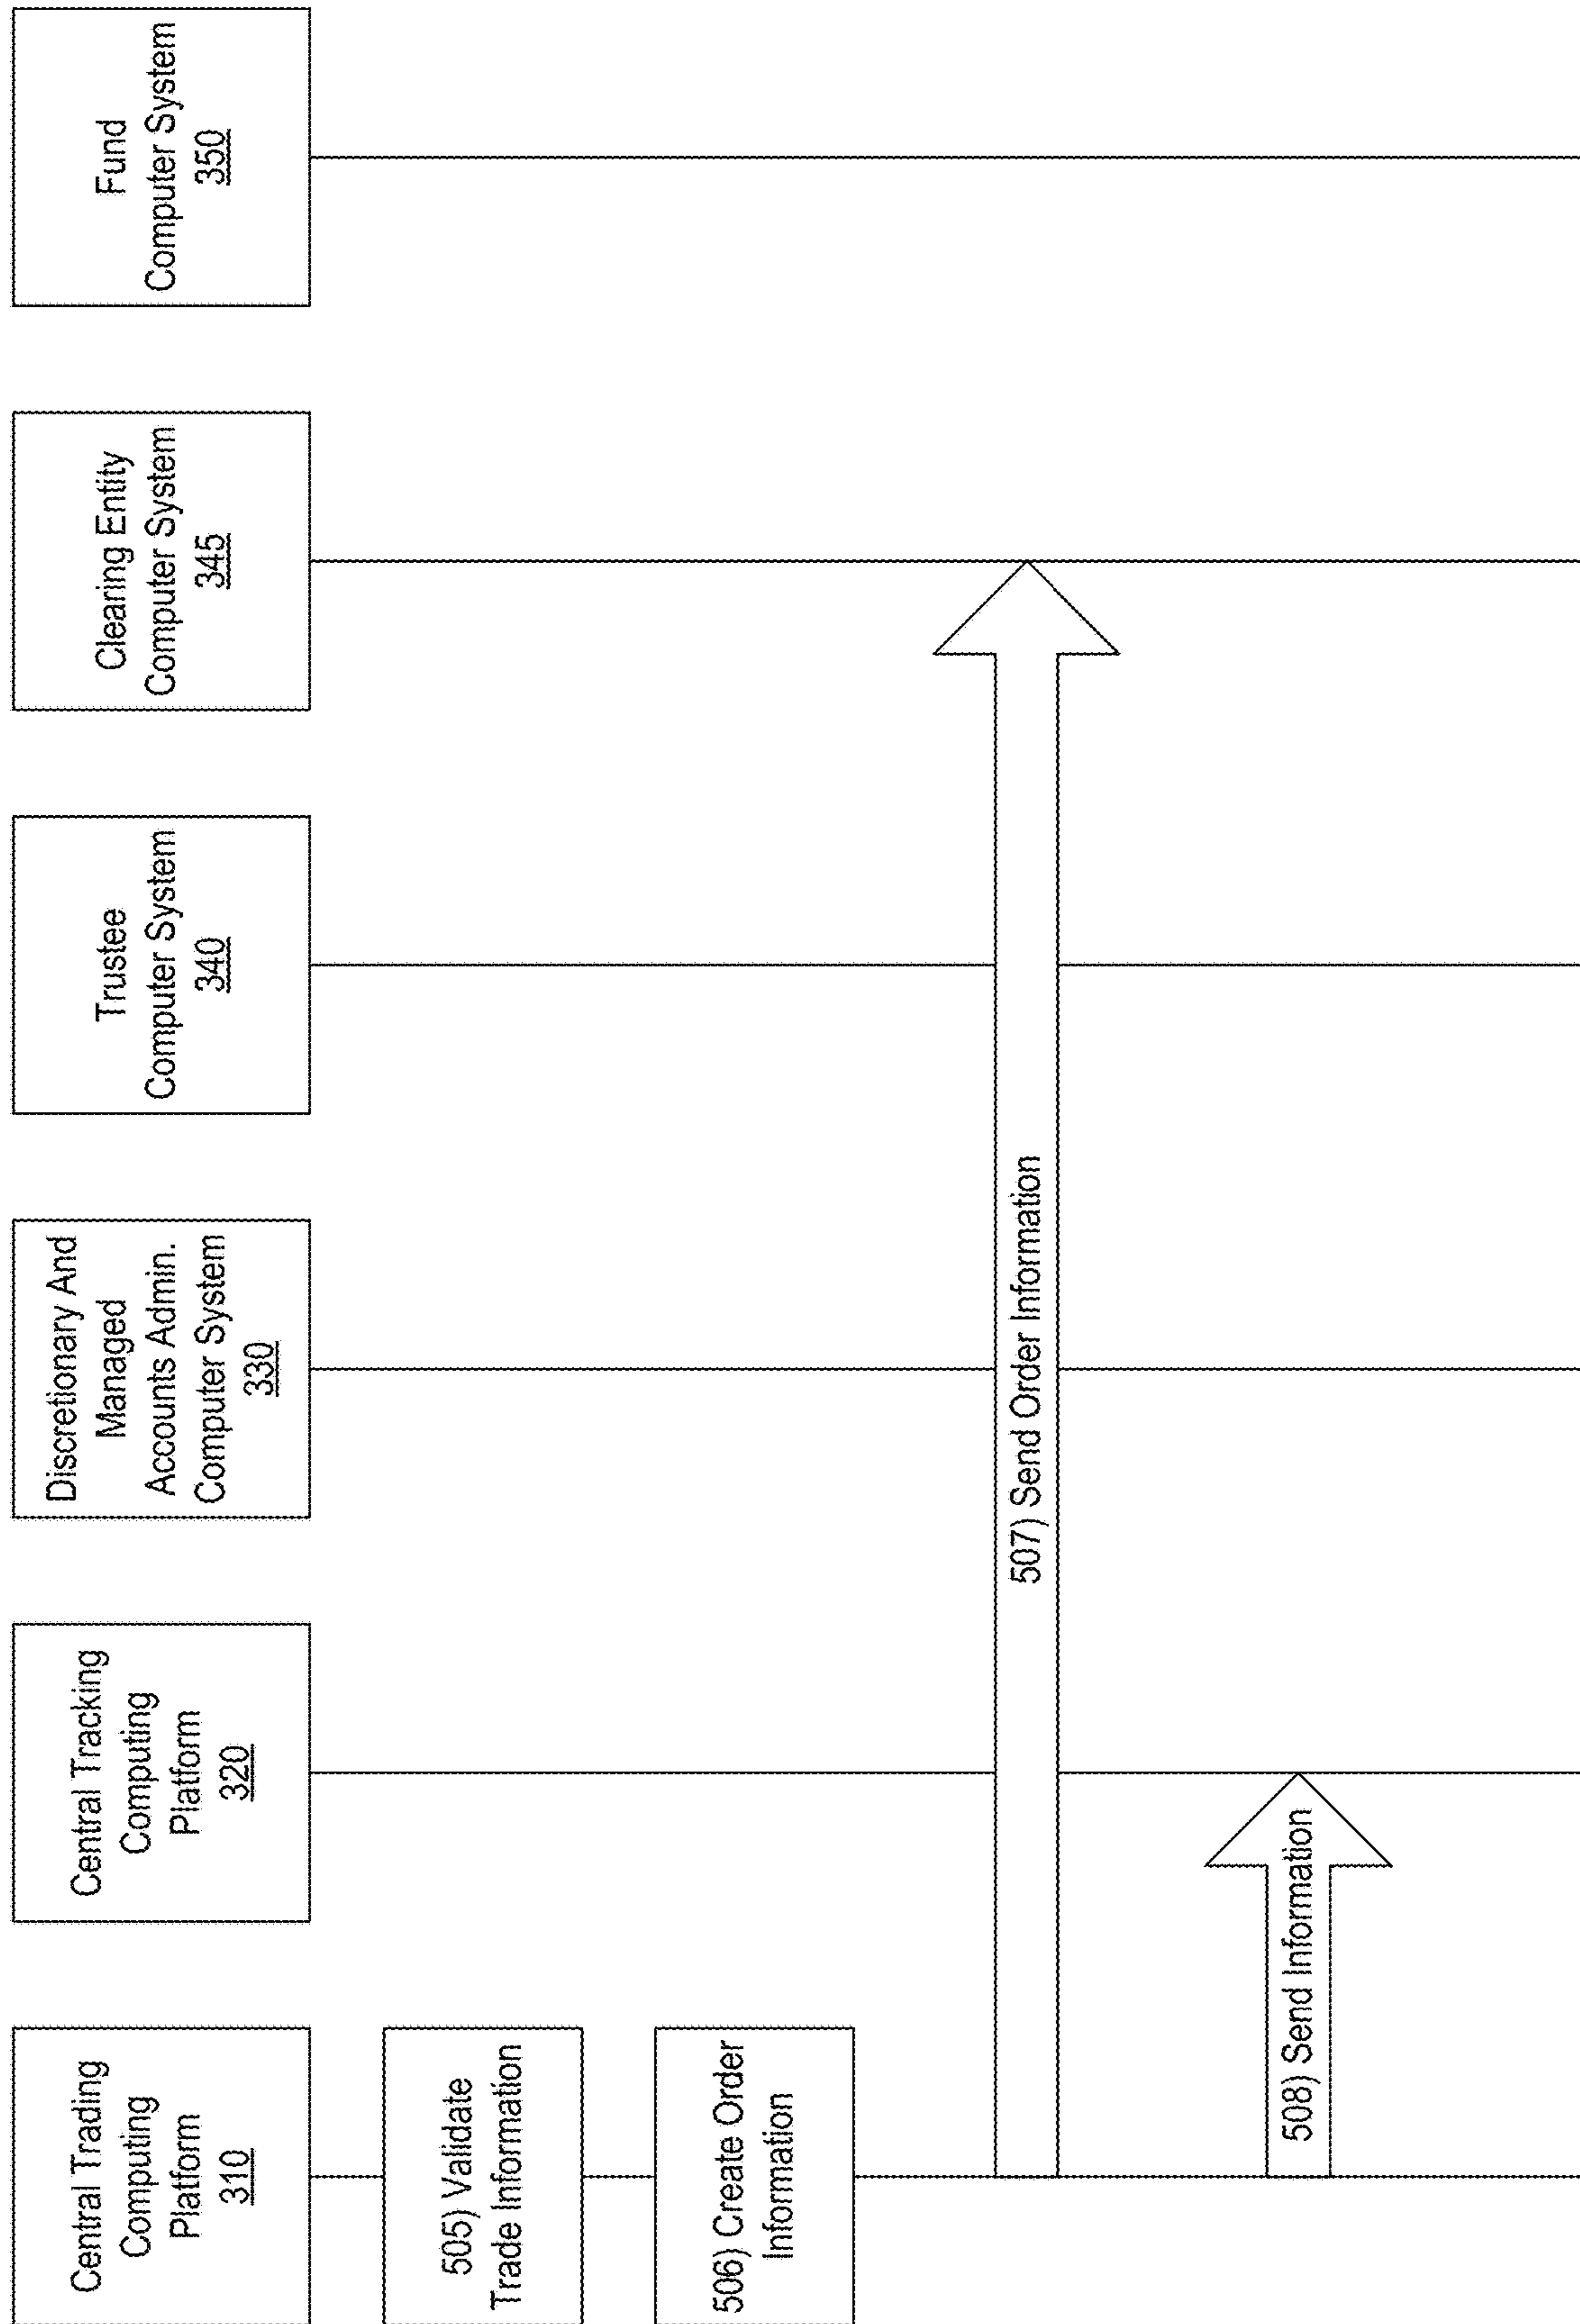 Central Trading
Computing
Platform
310
Central Tracking
Computing
Platform
320
Discretionary And
Managed
Accounts Admin.
Computer System
330
Trustee
Computer System
340
Clearing Entity
Computer System
345
Fund
Computer System
350
505) Validate
Trade Information
506) Create Order
Information
507) Send Order Information
508) Send Information